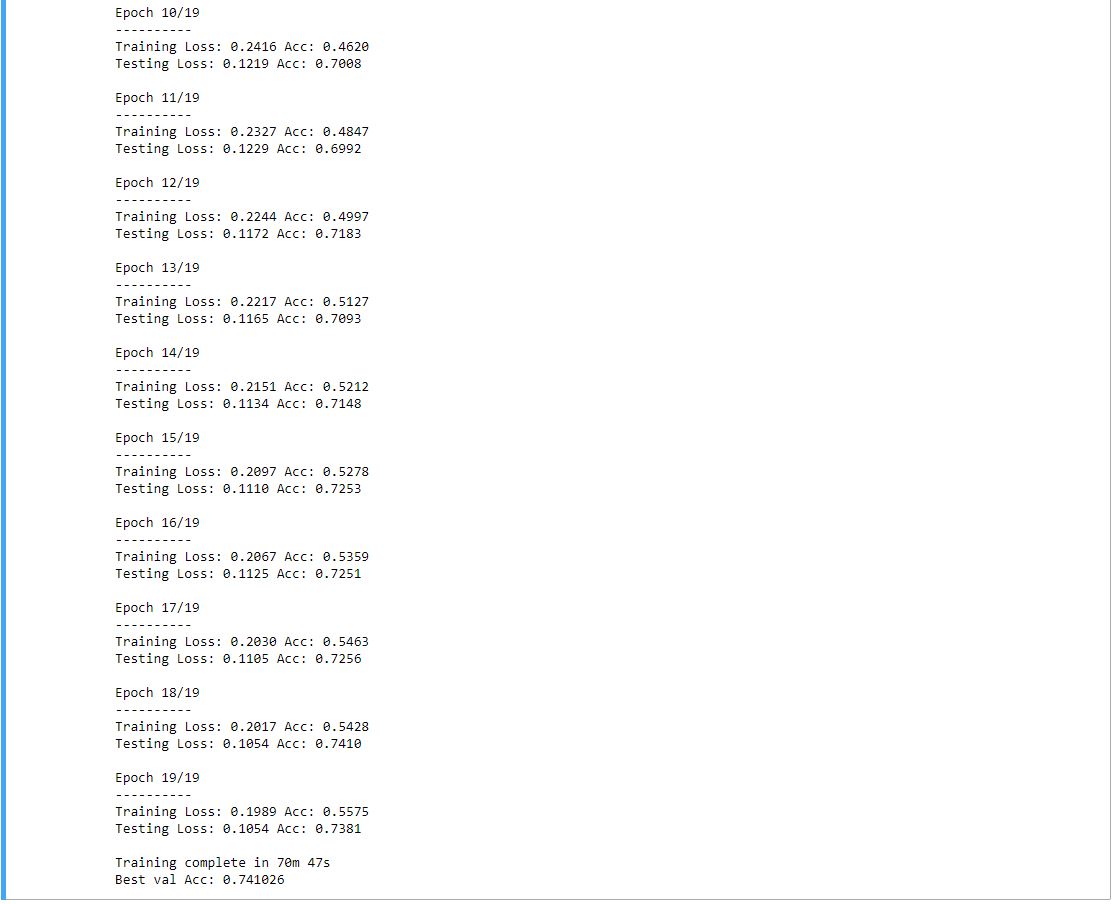 Epoch 10/19
----------
Training Loss: 0.2416 Acc: 0.4620
Testing Loss: 0.1219 Acc: 0.7008
Epoch 11/19
----------
Training Loss: 0.2327 Acc: 0.4847
Testing Loss: 0.1229 Acc: 0.6992
Epoch 12/19
----------
Training Loss: 0.2244 Acc: 0.4997
Testing Loss: 0.1172 Acc: 0.7183
Epoch 13/19
----------
Training Loss: 0.2217 Acc: 0.5127
Testing Loss: 0.1165 Acc: 0.7093
Epoch 14/19
----------
Training Loss: 0.2151 Acc: 0.5212
Testing Loss: 0.1134 Acc: 0.7148
Epoch 15/19
----------
Training Loss: 0.2097 Acc: 0.5278
Testing Loss: 0.1110 Acc: 0.7253
Epoch 16/19
----------
Training Loss: 0.2067 Acc: 0.5359
Testing Loss: 0.1125 Acc: 0.7251
Epoch 17/19
----------
Training Loss: 0.2030 Acc: 0.5463
Testing Loss: 0.1105 Acc: 0.7256
Epoch 18/19
----------
Training Loss: 0.2017 Acc: 0.5428
Testing Loss: 0.1054 Acc: 0.7410
Epoch 19/19
----------
Training Loss: 0.1989 Acc: 0.5575
Testing Loss: 0.1054 Acc: 0.7381
Training complete in 70m 47s
Best val Acc: 0.741026